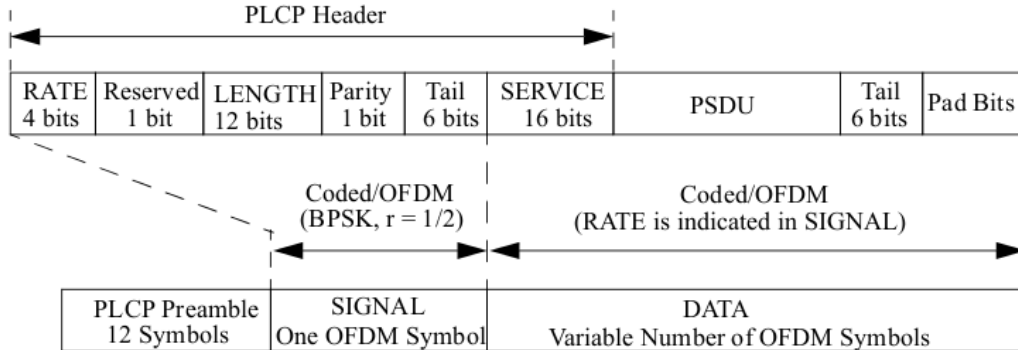 PLCP Header
RATE Reserved LENGTH Parity Tail SERVICE PSDU Tail Pad Bits
4 bits 1 bit 12 bits 1 bit 6 bits 16 bits 6 bits
Coded/OFDM Coded/OFDM
(BPSK, r = 1/2) (RATE is indicated in SIGNAL)
PLCP Preamble SIGNAL DATA
12 Symbols One OFDM Symbol Variable Number of OFDM Symbols